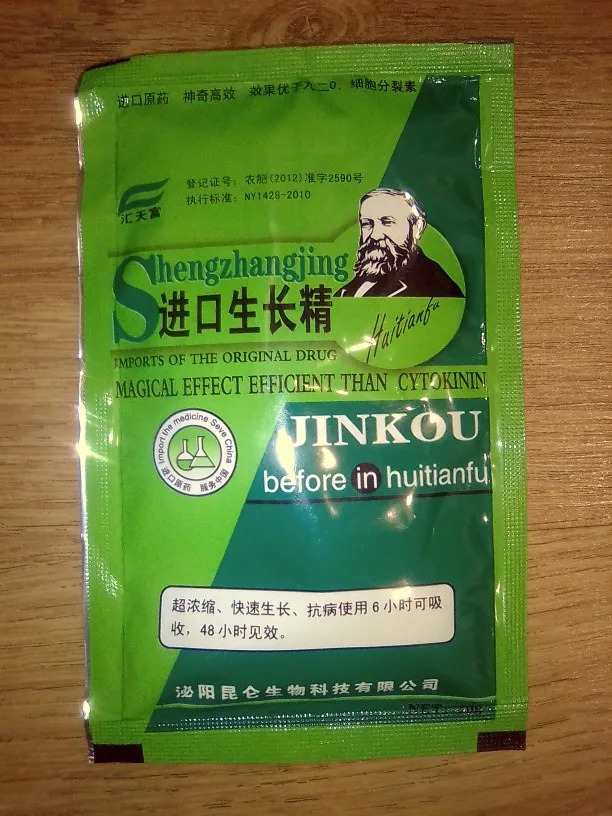 进口原药 神奇高效 效果优于九二0、细胞分裂素
登记证号：农肥(2012)准字2590号
执行标准：NY1428-2010
汇天富
Shengzhangjing
进口生长精
Huitianfu
IMPORTS OF THE ORIGINAL DRUG
MAGICAL EFFECT EFFICIENT THAN CYTOKININ
JINKOU
before in huitianfu
Import the medicine Seve China
进口原药 服务中国
超浓缩、快速生长、抗病使用6小时可吸
收，48小时见效。
泌阳昆仑生物科技有限公司
NET